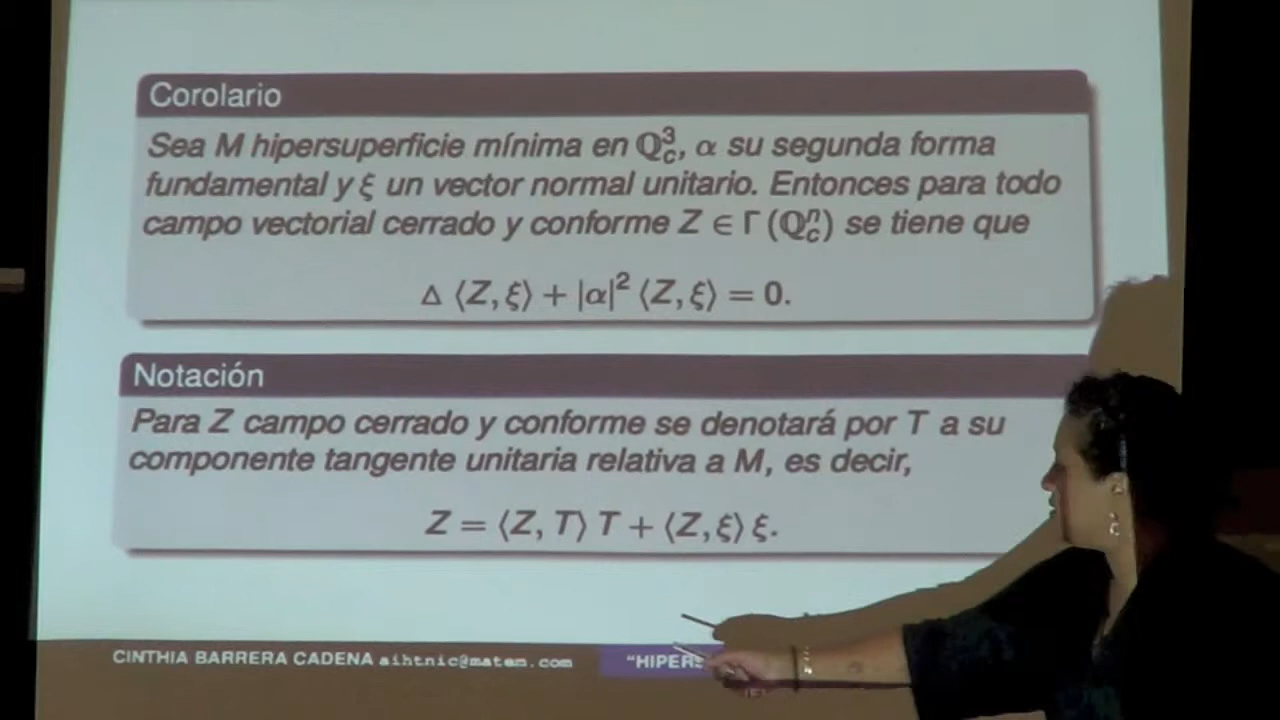 Corolario
Sea M hipersuperficie mínima en ℚ³_c, α su segunda forma
fundamental y ξ un vector normal unitario. Entonces para todo
campo vectorial cerrado y conforme Z ∈ Γ (ℚⁿ_c) se tiene que
Δ ⟨Z, ξ⟩ + |α|² ⟨Z, ξ⟩ = 0.
Notación
Para Z campo cerrado y conforme se denotará por T a su
componente tangente unitaria relativa a M, es decir,
Z = ⟨Z, T⟩ T + ⟨Z, ξ⟩ ξ.
CINTHIA BARRERA CADENA aihtnic@matem.com "HIPERS